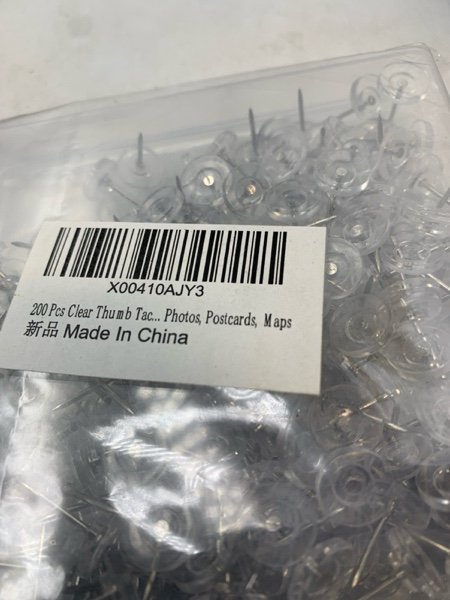 X00410AJY3
200 Pcs Clear Thumb Tac... Photos, Postcards, Maps
新品 Made In China